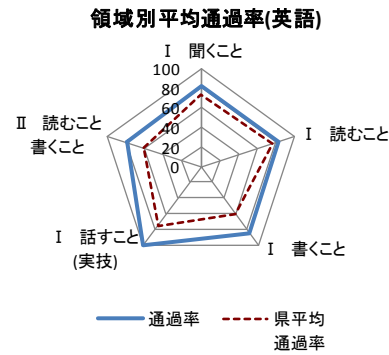 領域別平均通過率(英語)
Ⅰ 聞くこと
100
80
60
40
20
0
Ⅰ 読むこと
Ⅰ 書くこと
Ⅰ 話すこと
(実技)
Ⅱ 読むこと
書くこと
通過率
県平均
通過率